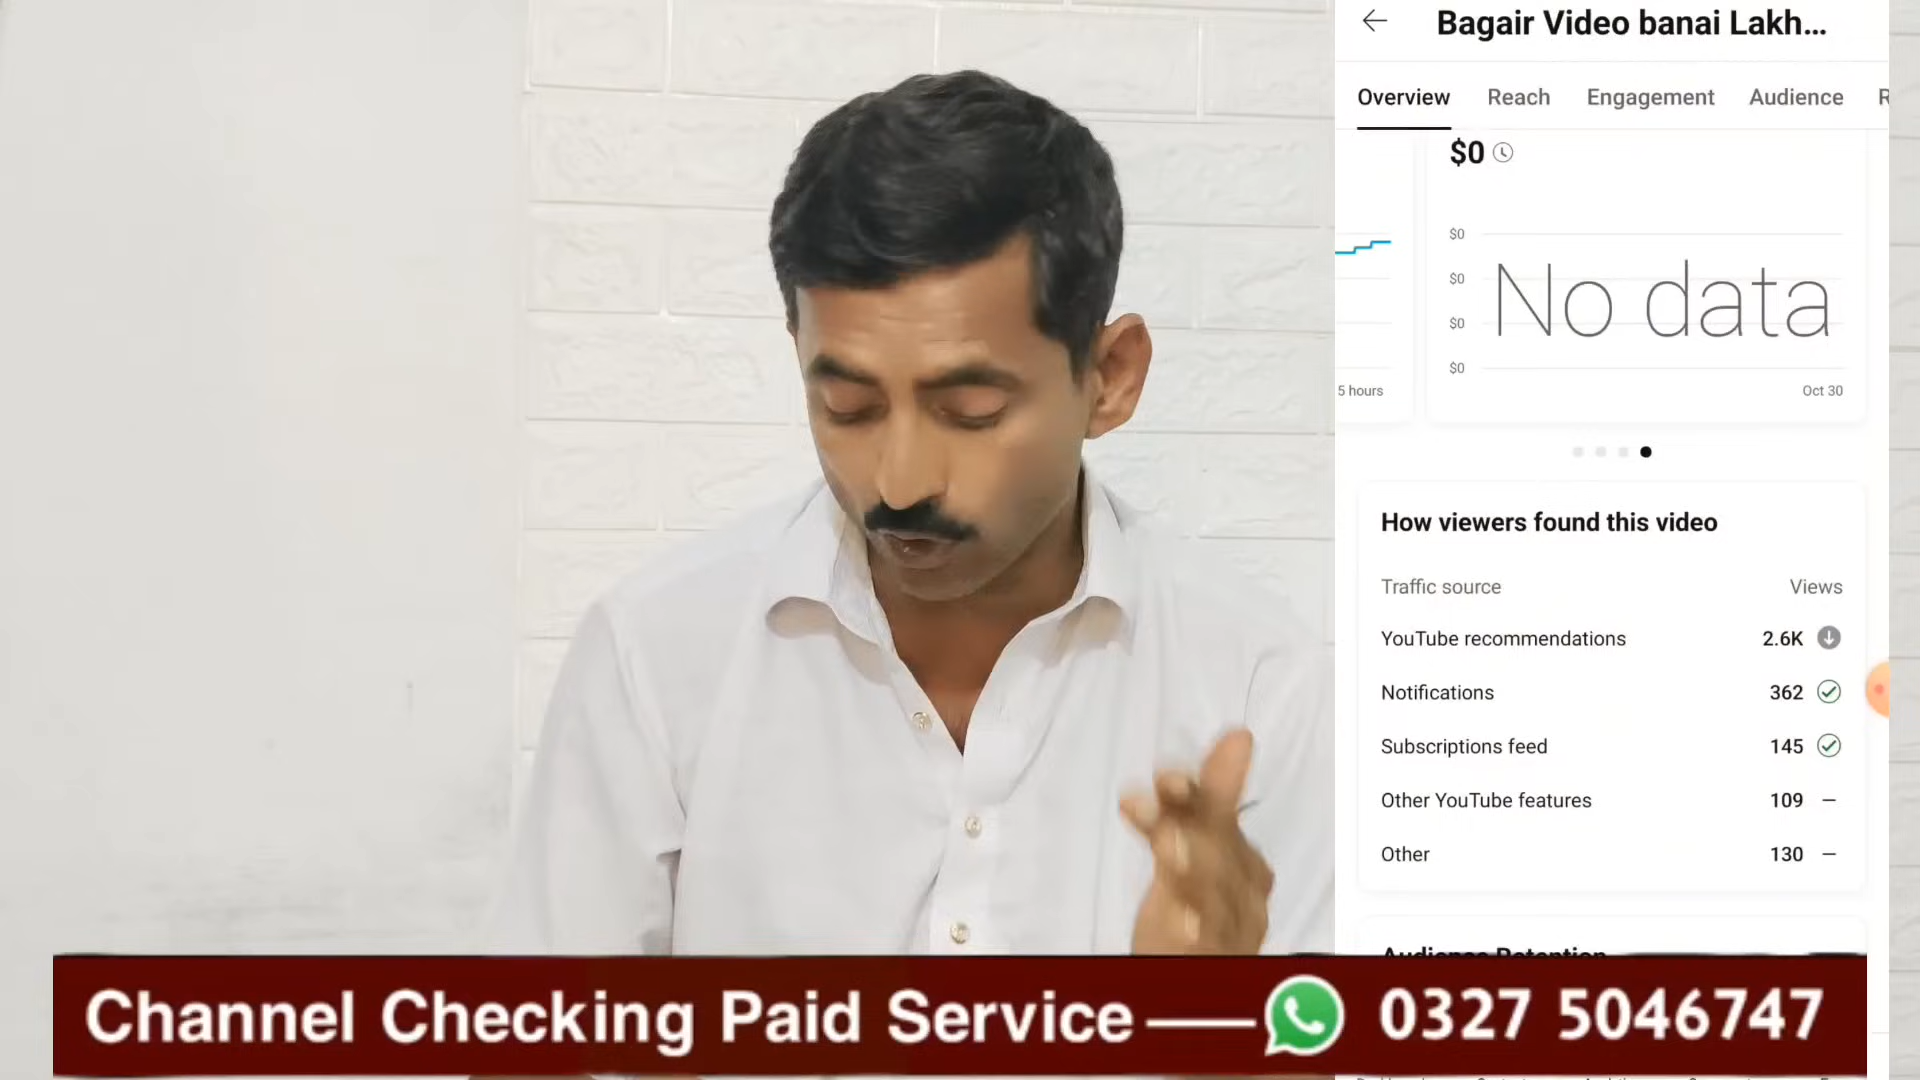 Bagair Video banai Lakh...
Overview Reach Engagement Audience
$0
$0
$0
$0
$0
No data
5 hours
Oct 30
How viewers found this video
Traffic source Views
YouTube recommendations 2.6K
Notifications 362
Subscriptions feed 145
Other YouTube features 109
Other 130
Audience Retention
Channel Checking Paid Service — 0327 5046747